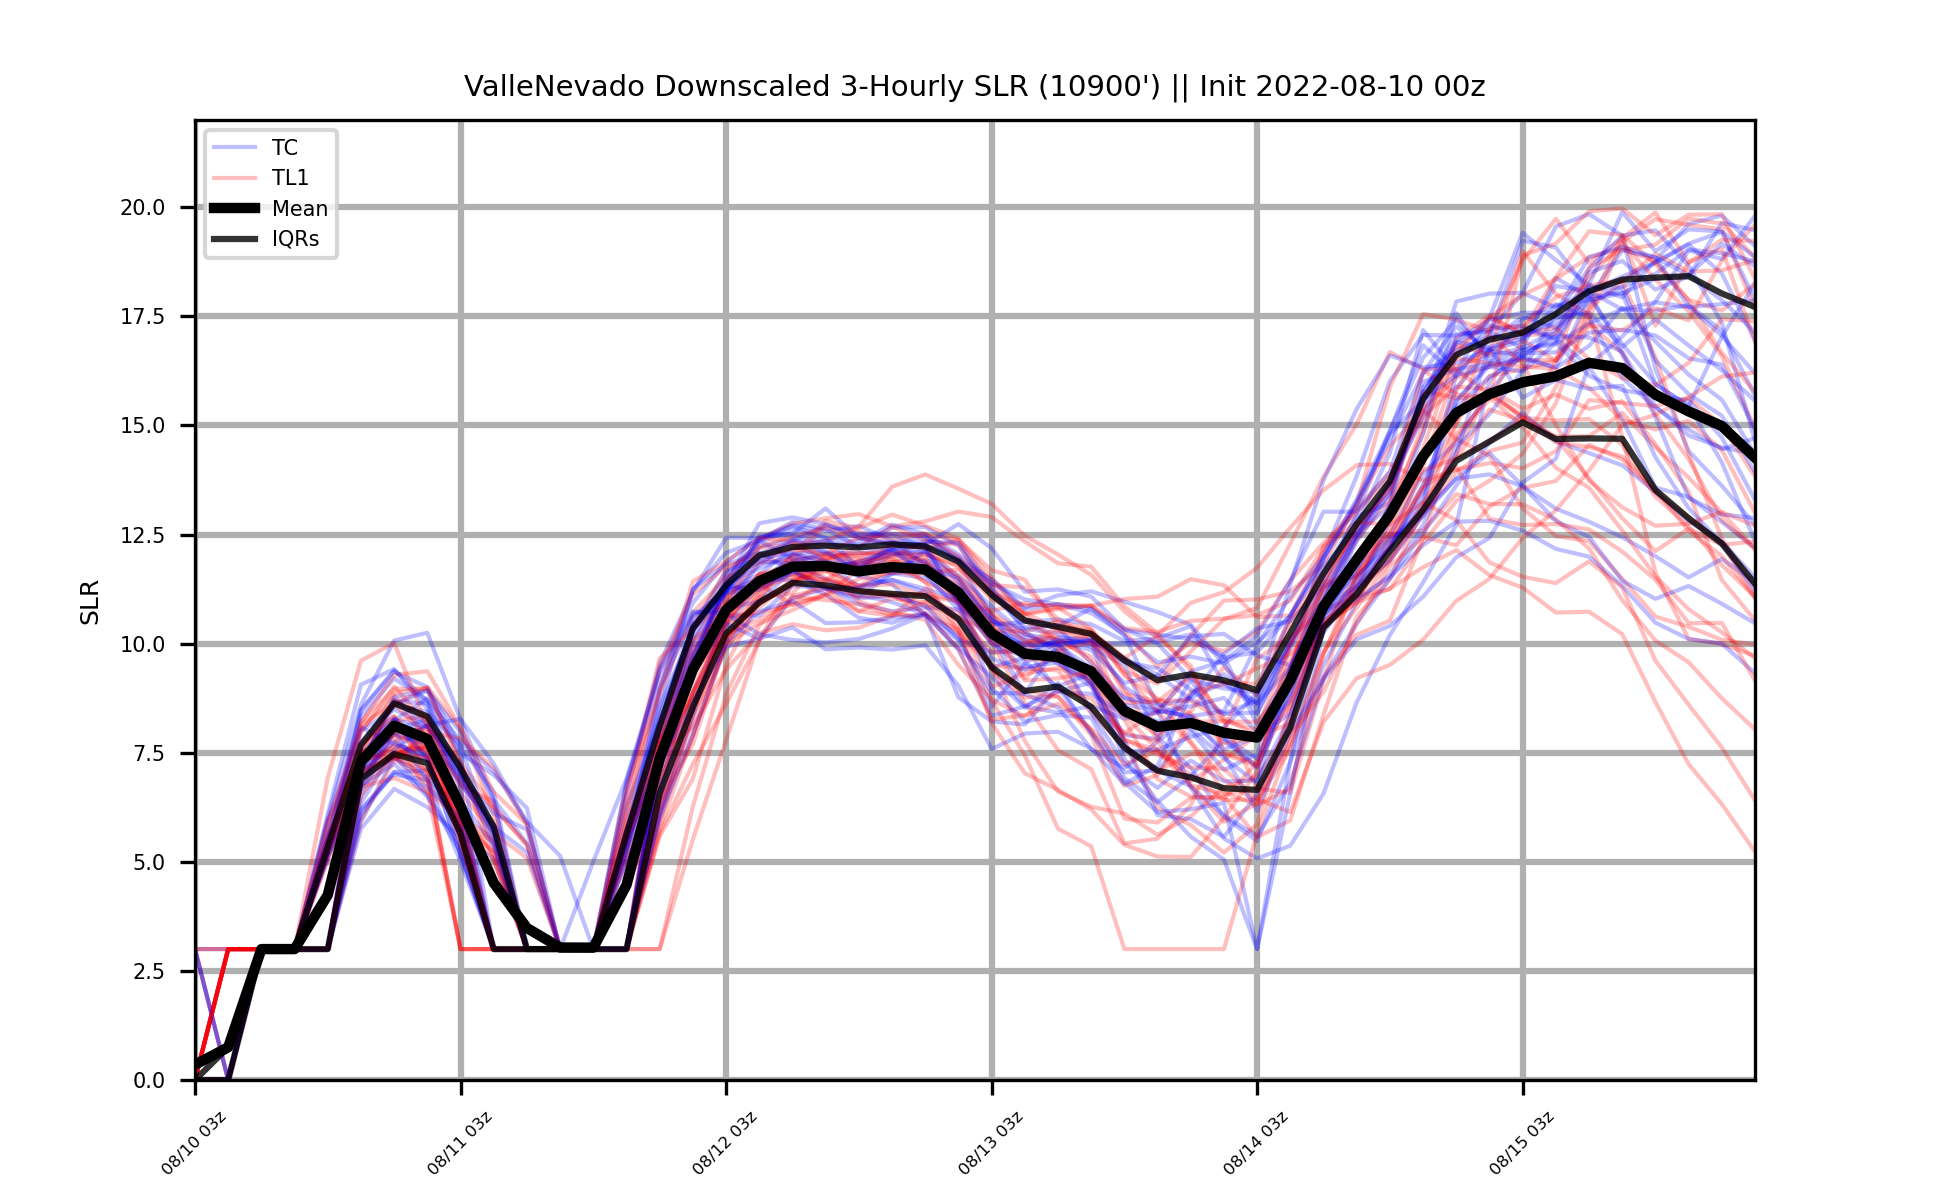 ValleNevado Downscaled 3-Hourly SLR (10900') || Init 2022-08-10 00z
TC
TL1
Mean
IQRs
SLR
20.0
17.5
15.0
12.5
10.0
7.5
5.0
2.5
0.0
08/10 03z
08/11 03z
08/12 03z
08/13 03z
08/14 03z
08/15 03z